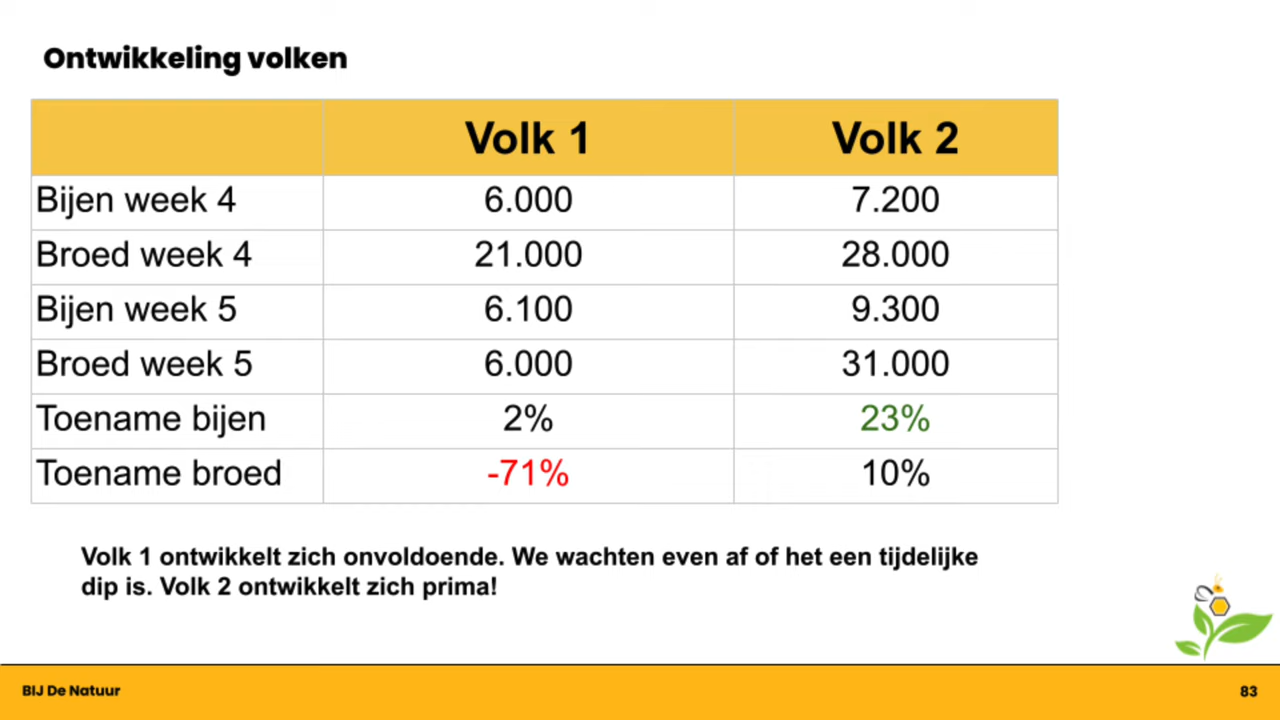 Ontwikkeling volken
Volk 1 Volk 2
Bijen week 4 6.000 7.200
Broed week 4 21.000 28.000
Bijen week 5 6.100 9.300
Broed week 5 6.000 31.000
Toename bijen 2% 23%
Toename broed -71% 10%
Volk 1 ontwikkelt zich onvoldoende. We wachten even af of het een tijdelijke
dip is. Volk 2 ontwikkelt zich prima!
BIJ De Natuur 83